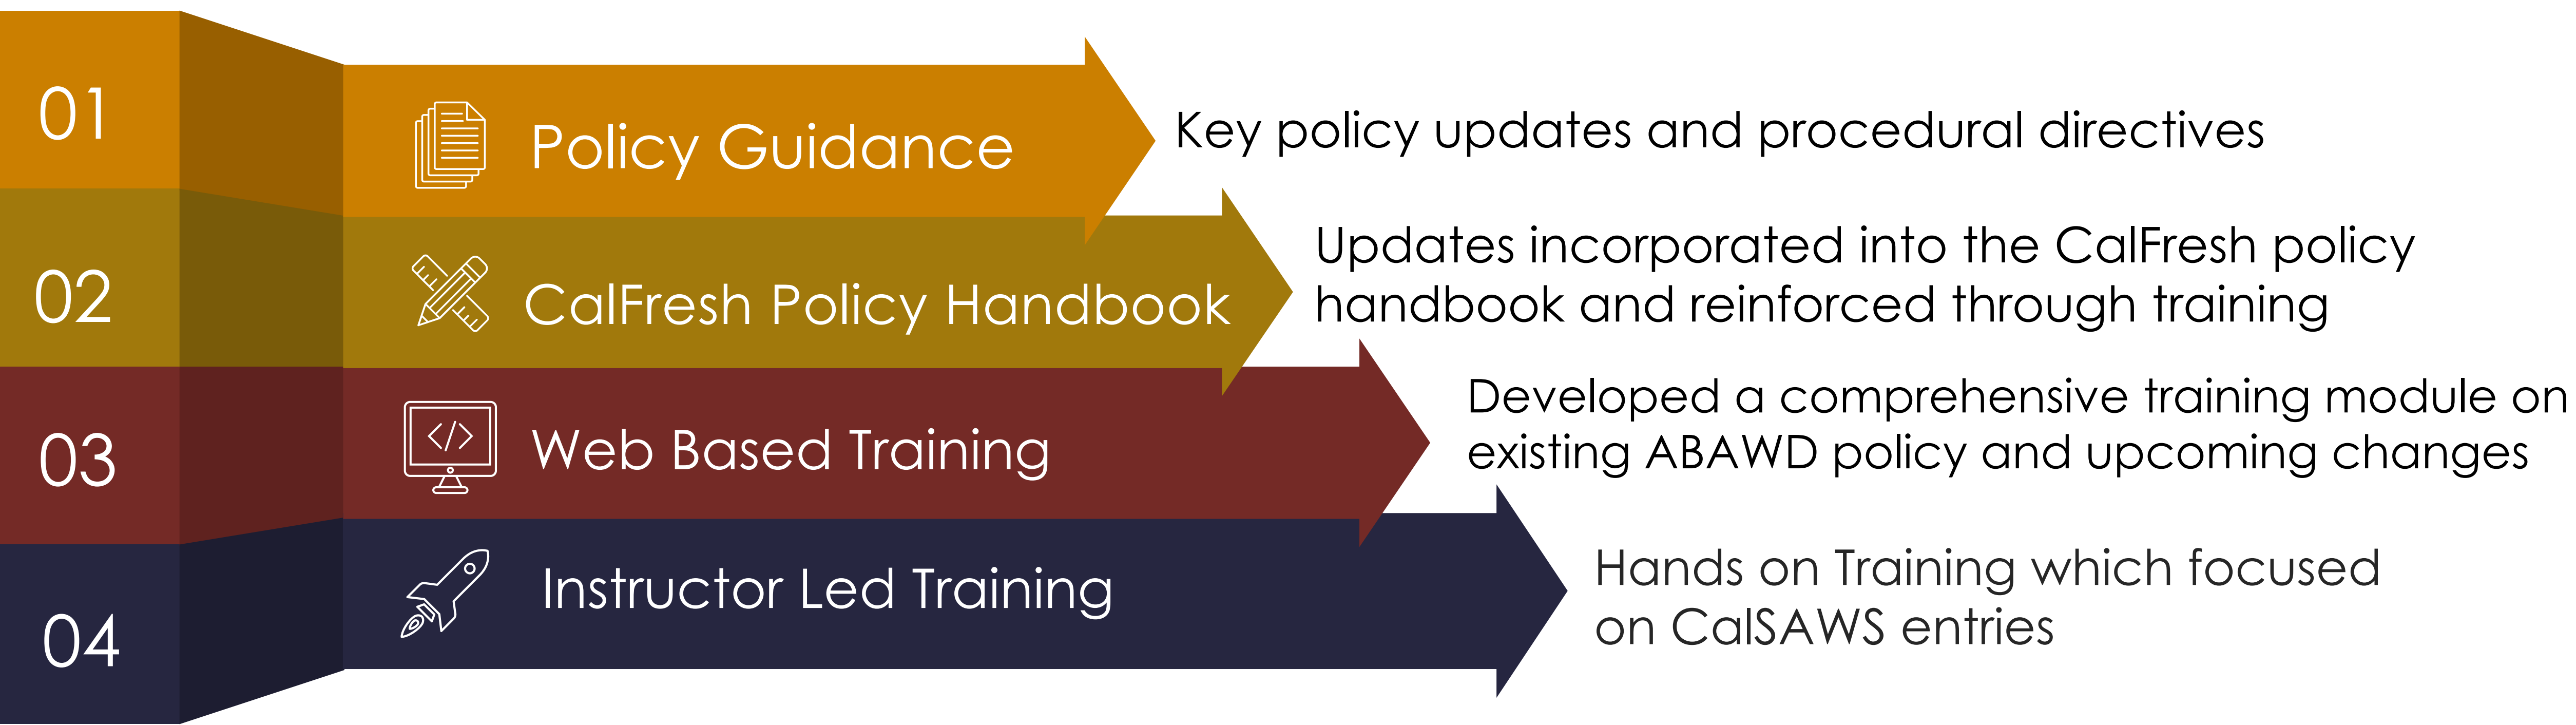 01
Policy Guidance
Key policy updates and procedural directives
02
CalFresh Policy Handbook
Updates incorporated into the CalFresh policy
handbook and reinforced through training
03
</>
Web Based Training
Developed a comprehensive training module on
existing ABAWD policy and upcoming changes
04
Instructor Led Training
Hands on Training which focused
on CalSAWS entries